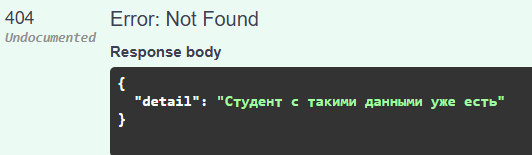 404
Undocumented
Error: Not Found
Response body
{
"detail": "Студент с такими данными уже есть"
}